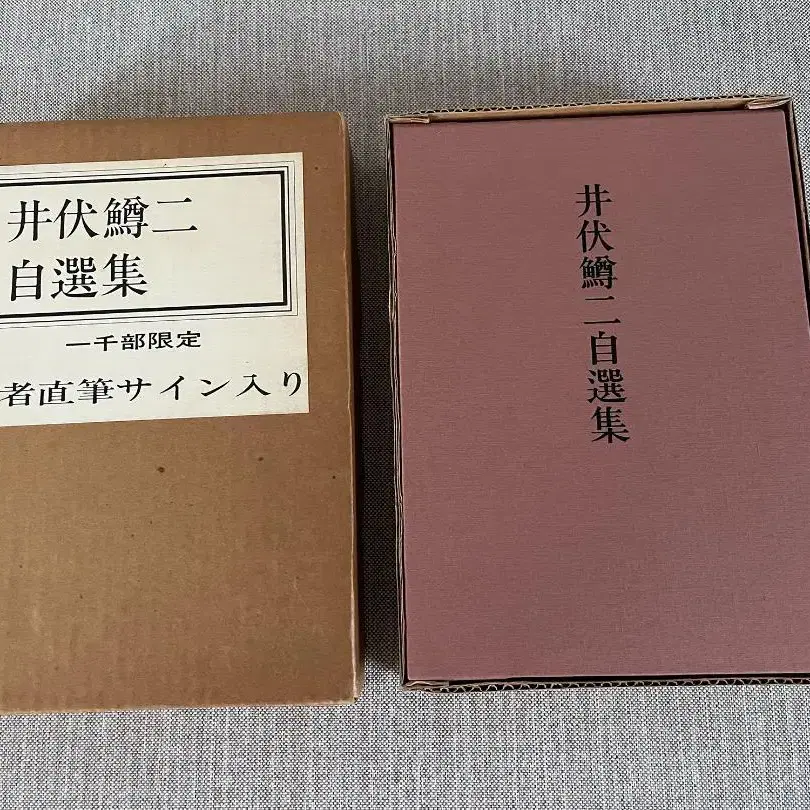 井伏鱒二
自選集
一千部限定
者直筆サイン入り
井伏鱒二自選集